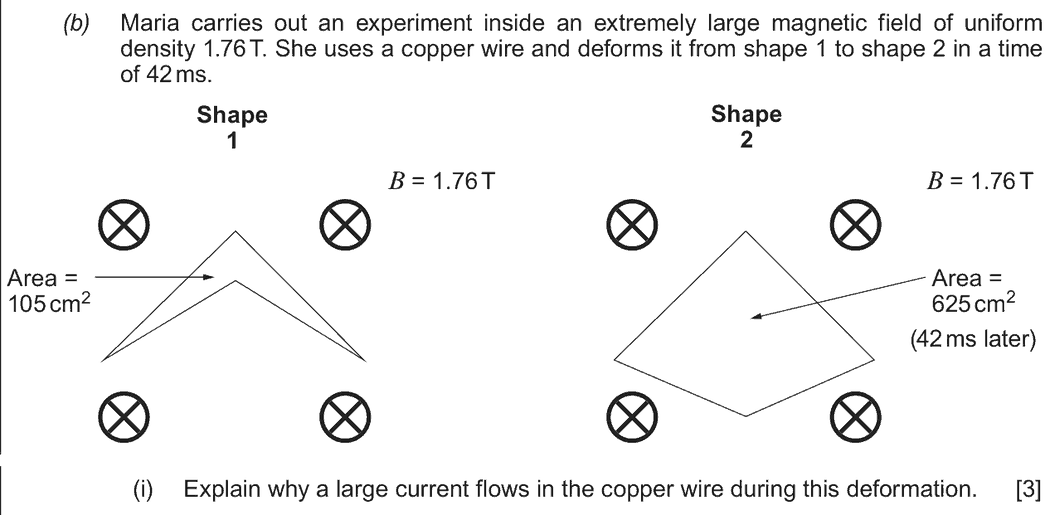 (b) Maria carries out an experiment inside an extremely large magnetic field of uniform
density 1.76 T. She uses a copper wire and deforms it from shape 1 to shape 2 in a time
of 42 ms.
Shape
1
Shape
2
B = 1.76 T
B = 1.76 T
Area =
105 cm²
Area =
625 cm²
(42 ms later)
(i) Explain why a large current flows in the copper wire during this deformation. [3]